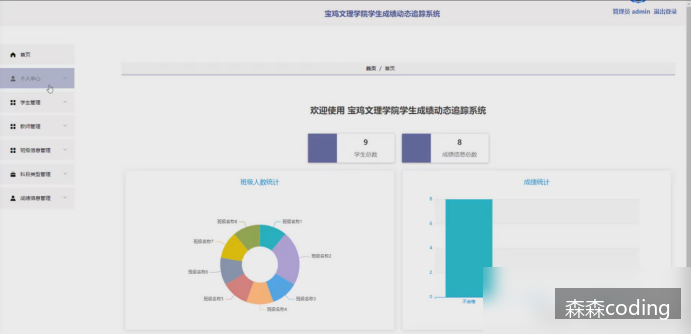 宝鸡文理学院学生成绩动态追踪系统
管理员 admin 退出登录
首页
个人中心
学生管理
教师管理
班级信息管理
科目类型管理
成绩信息管理
首页 / 首页
欢迎使用 宝鸡文理学院学生成绩动态追踪系统
9
学生总数
8
成绩信息总数
班级人数统计
班级名称8
班级名称1
班级名称7
班级名称2
班级名称6
班级名称5
班级名称3
班级名称4
成绩统计
8
6
4
2
0
不合格
森森coding